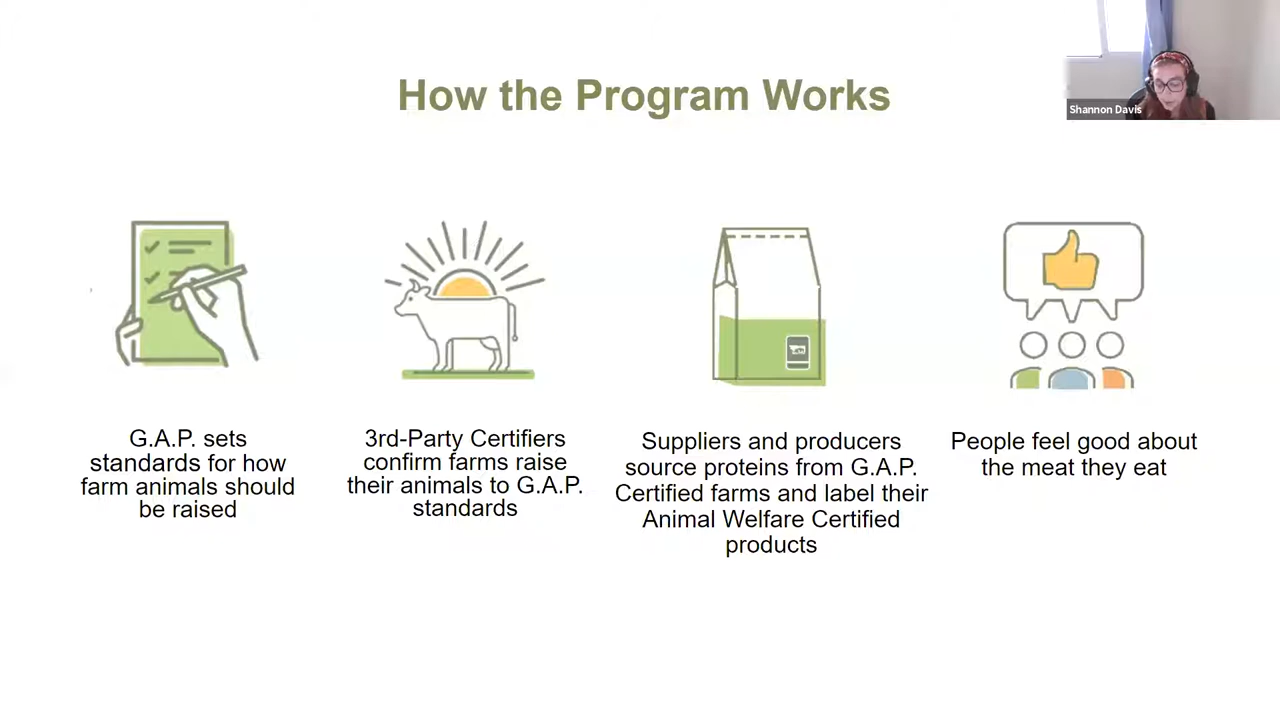 How the Program Works
Shannon Davis
G.A.P. sets
standards for how
farm animals should
be raised
3rd-Party Certifiers
confirm farms raise
their animals to G.A.P.
standards
Suppliers and producers
source proteins from G.A.P.
Certified farms and label their
Animal Welfare Certified
products
People feel good about
the meat they eat